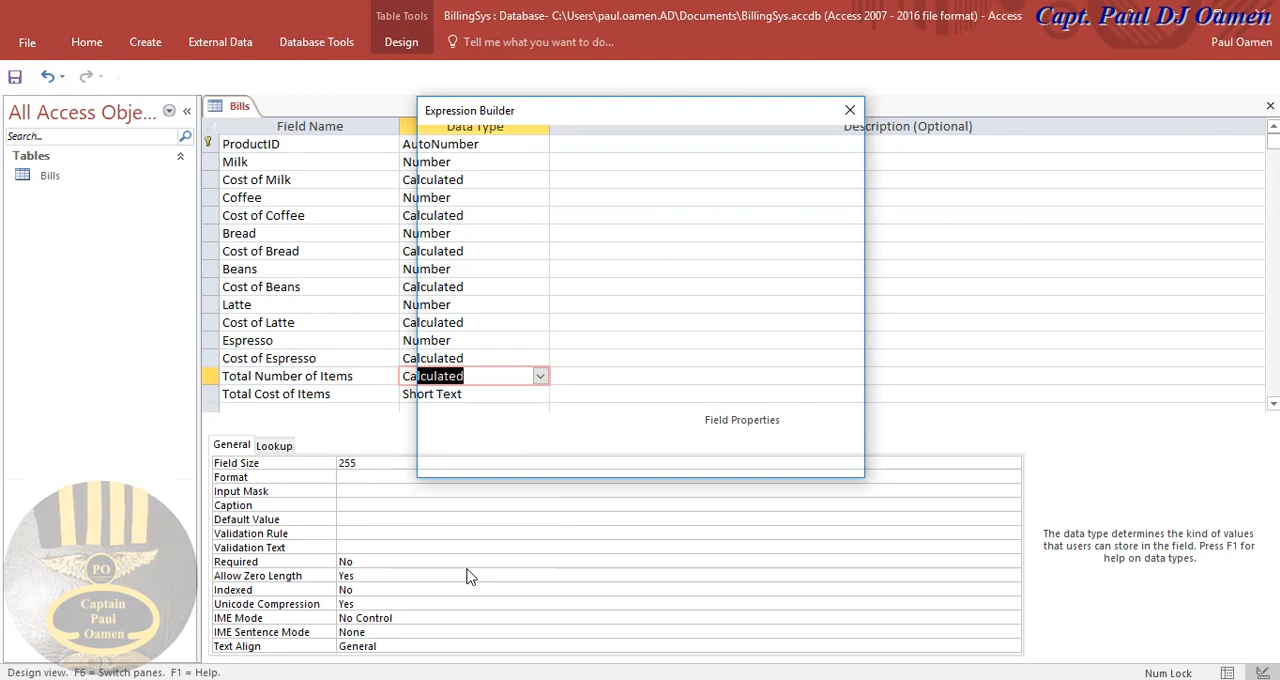 Table Tools
BillingSys : Database- C:\Users\paul.oamen.AD\Documents\BillingSys.accdb (Access 2007 - 2016 file format) - Access
Capt. Paul DJ Oamen
File
Home
Create
External Data
Database Tools
Design
Tell me what you want to do...
Paul Oamen
All Access Obje...
Search...
Tables
Bills
Bills
Expression Builder
Field Name
Data Type
Description (Optional)
ProductID AutoNumber
Milk Number
Cost of Milk Calculated
Coffee Number
Cost of Coffee Calculated
Bread Number
Cost of Bread Calculated
Beans Number
Cost of Beans Calculated
Latte Number
Cost of Latte Calculated
Espresso Number
Cost of Espresso Calculated
Total Number of Items Calculated
Total Cost of Items Short Text
Field Properties
General Lookup
Field Size 255
Format
Input Mask
Caption
Default Value
Validation Rule
Validation Text
Required No
Allow Zero Length Yes
Indexed No
Unicode Compression Yes
IME Mode No Control
IME Sentence Mode None
Text Align General
The data type determines the kind of values
that users can store in the field. Press F1 for
help on data types.
PO
Captain
Paul
Oamen
Design view. F6 = Switch panes. F1 = Help.
Num Lock